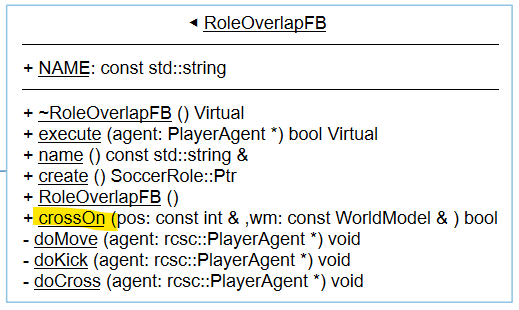 ◄ RoleOverlapFB
+ NAME: const std::string
+ ~RoleOverlapFB () Virtual
+ execute (agent: PlayerAgent *) bool Virtual
+ name () const std::string &
+ create () SoccerRole::Ptr
+ RoleOverlapFB ()
+ crossOn (pos: const int & ,wm: const WorldModel & ) bool
- doMove (agent: rcsc::PlayerAgent *) void
- doKick (agent: rcsc::PlayerAgent *) void
- doCross (agent: rcsc::PlayerAgent *) void